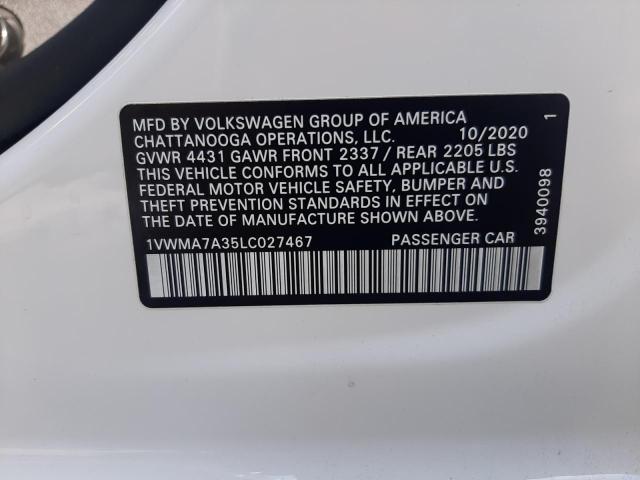 MFD BY VOLKSWAGEN GROUP OF AMERICA
CHATTANOOGA OPERATIONS, LLC. 10/2020
GVWR 4431 GAWR FRONT 2337 / REAR 2205 LBS
THIS VEHICLE CONFORMS TO ALL APPLICABLE U.S.
FEDERAL MOTOR VEHICLE SAFETY, BUMPER AND
THEFT PREVENTION STANDARDS IN EFFECT ON
THE DATE OF MANUFACTURE SHOWN ABOVE.
1VWMA7A35LC027467 PASSENGER CAR
3940098 1